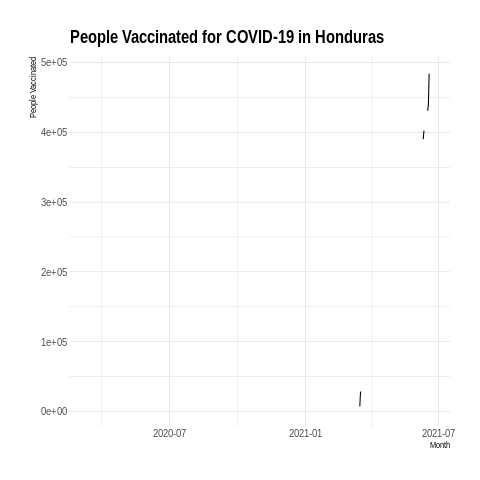 People Vaccinated for COVID-19 in Honduras
People Vaccinated
5e+05
4e+05
3e+05
2e+05
1e+05
0e+00
2020-07
2021-01
2021-07
Month